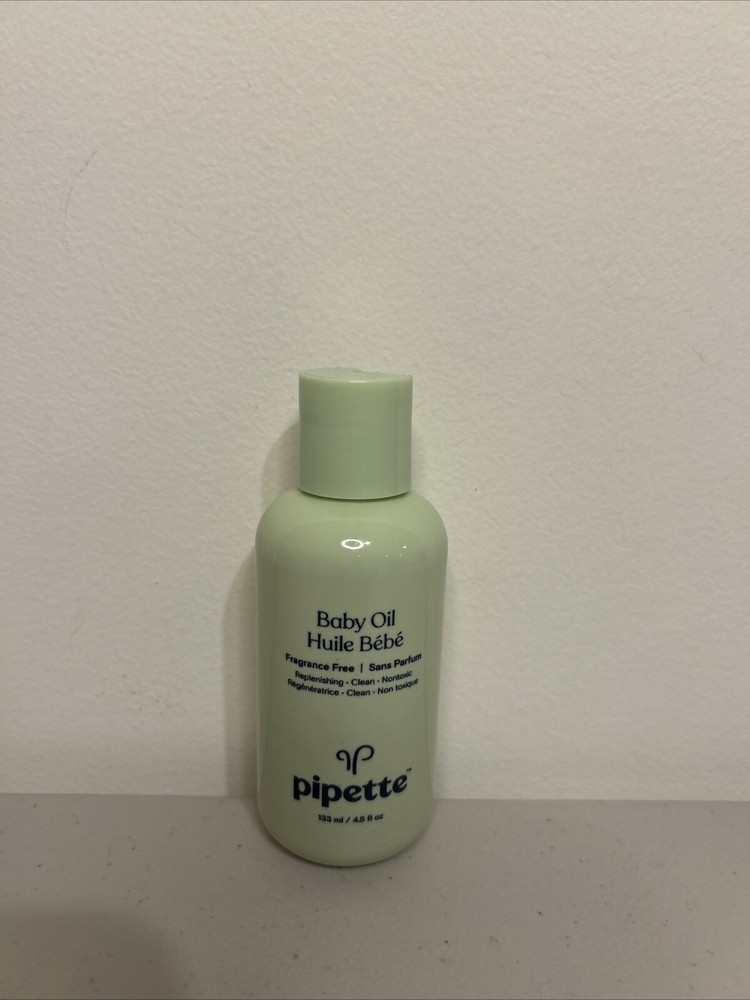 Baby Oil
Huile Bébé
Fragrance Free | Sans Parfum
Replenishing - Clean - Nontoxic
Régénératrice - Clean - Non toxique
pipette™
133 ml / 4.5 fl oz